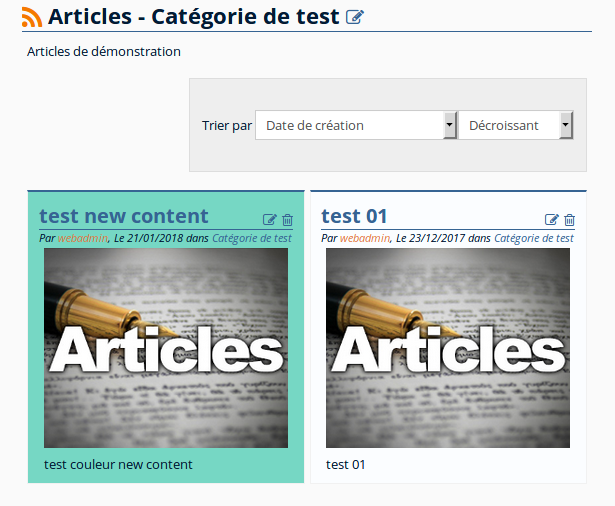 Articles - Catégorie de test
Articles de démonstration
Trier par Date de création Décroissant
test new content
Par webadmin, Le 21/01/2018 dans Catégorie de test
Articles
test couleur new content
test 01
Par webadmin, Le 23/12/2017 dans Catégorie de test
Articles
test 01